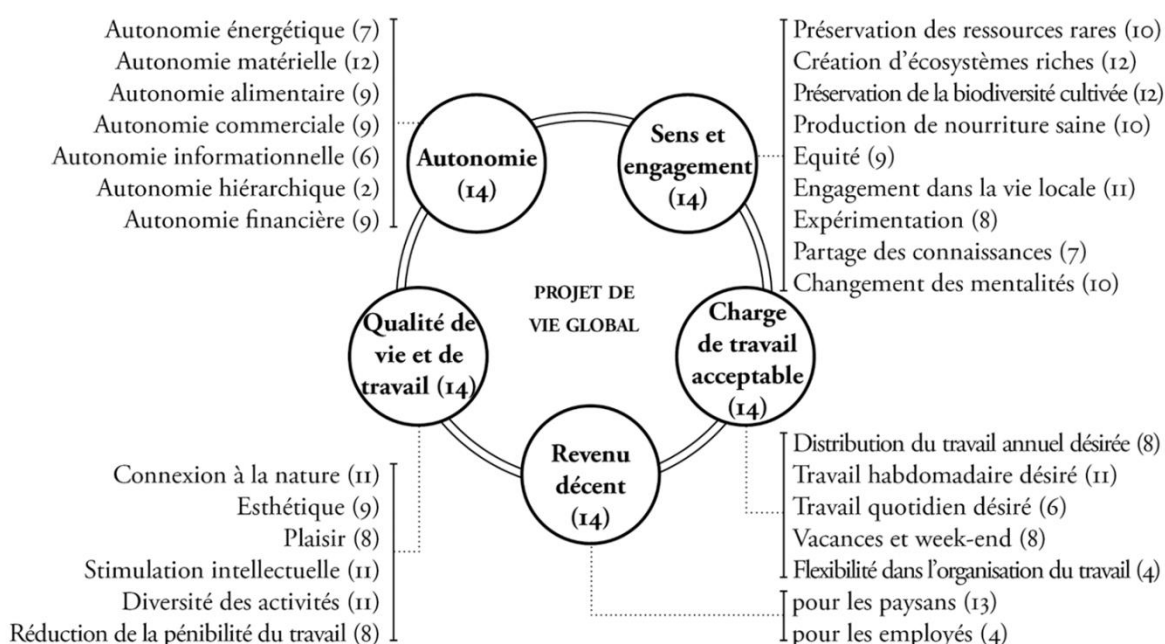 Autonomie énergétique (7)
Autonomie matérielle (12)
Autonomie alimentaire (9)
Autonomie commerciale (9)
Autonomie informationnelle (6)
Autonomie hiérarchique (2)
Autonomie financière (9)
Autonomie
(14)
Sens et
engagement
(14)
Préservation des ressources rares (10)
Création d'écosystèmes riches (12)
Préservation de la biodiversité cultivée (12)
Production de nourriture saine (10)
Equité (9)
Engagement dans la vie locale (11)
Expérimentation (8)
Partage des connaissances (7)
Changement des mentalités (10)
PROJET DE
VIE GLOBAL
Qualité de
vie et de
travail (14)
Charge
de travail
acceptable
(14)
Revenu
décent
(14)
Connexion à la nature (11)
Esthétique (9)
Plaisir (8)
Stimulation intellectuelle (11)
Diversité des activités (11)
Réduction de la pénibilité du travail (8)
Distribution du travail annuel désirée (8)
Travail habdomadaire désiré (11)
Travail quotidien désiré (6)
Vacances et week-end (8)
Flexibilité dans l'organisation du travail (4)
pour les paysans (13)
pour les employés (4)